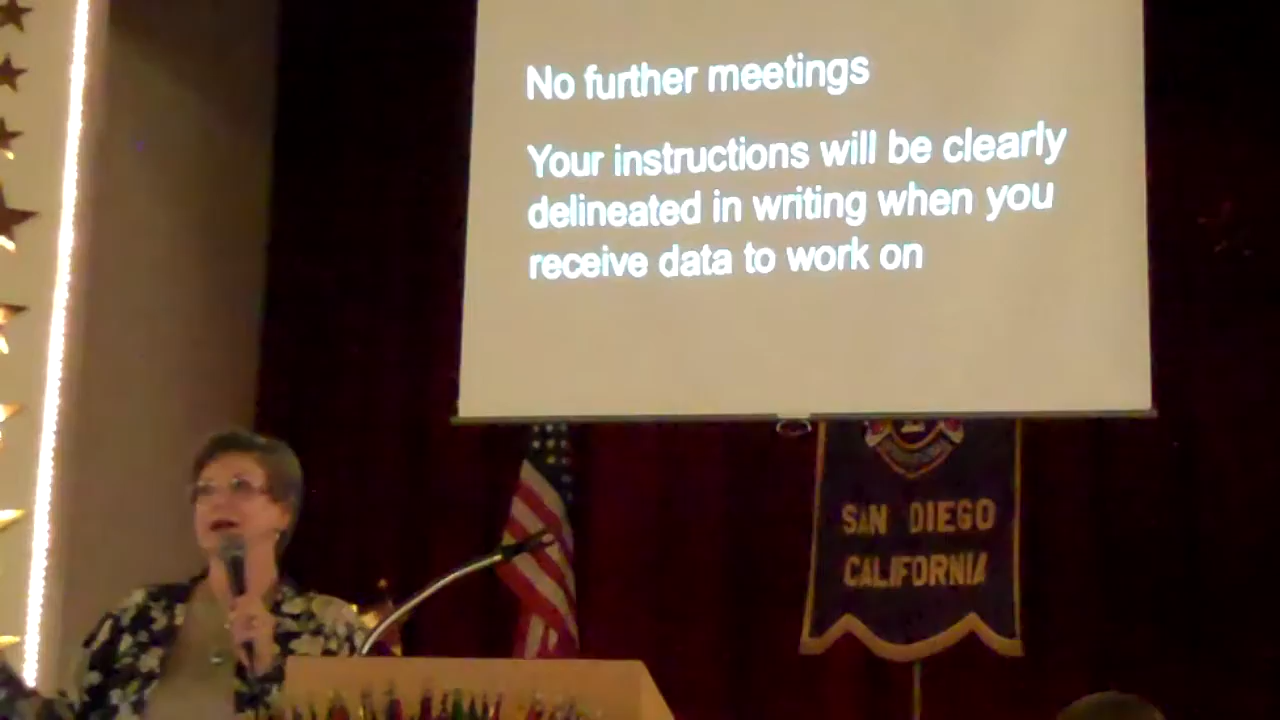 No further meetings
Your instructions will be clearly
delineated in writing when you
receive data to work on
SAN DIEGO
CALIFORNIA